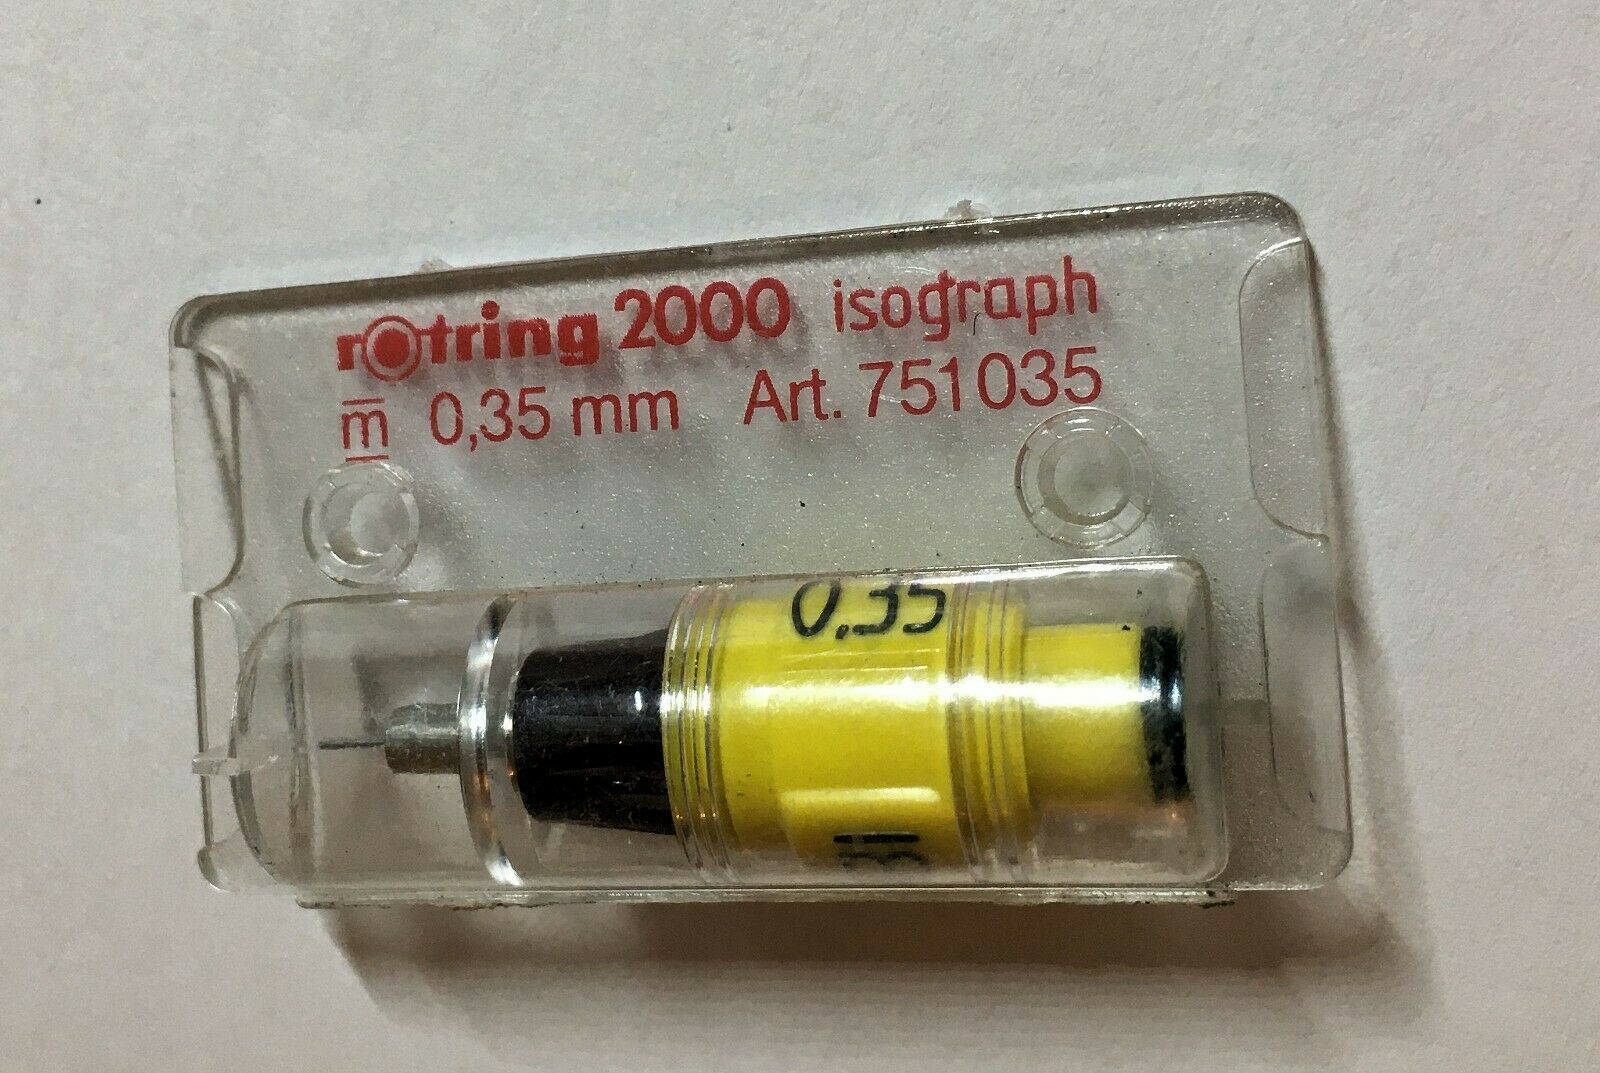 rotring 2000 isograph
m 0,35 mm Art. 751035
0,35